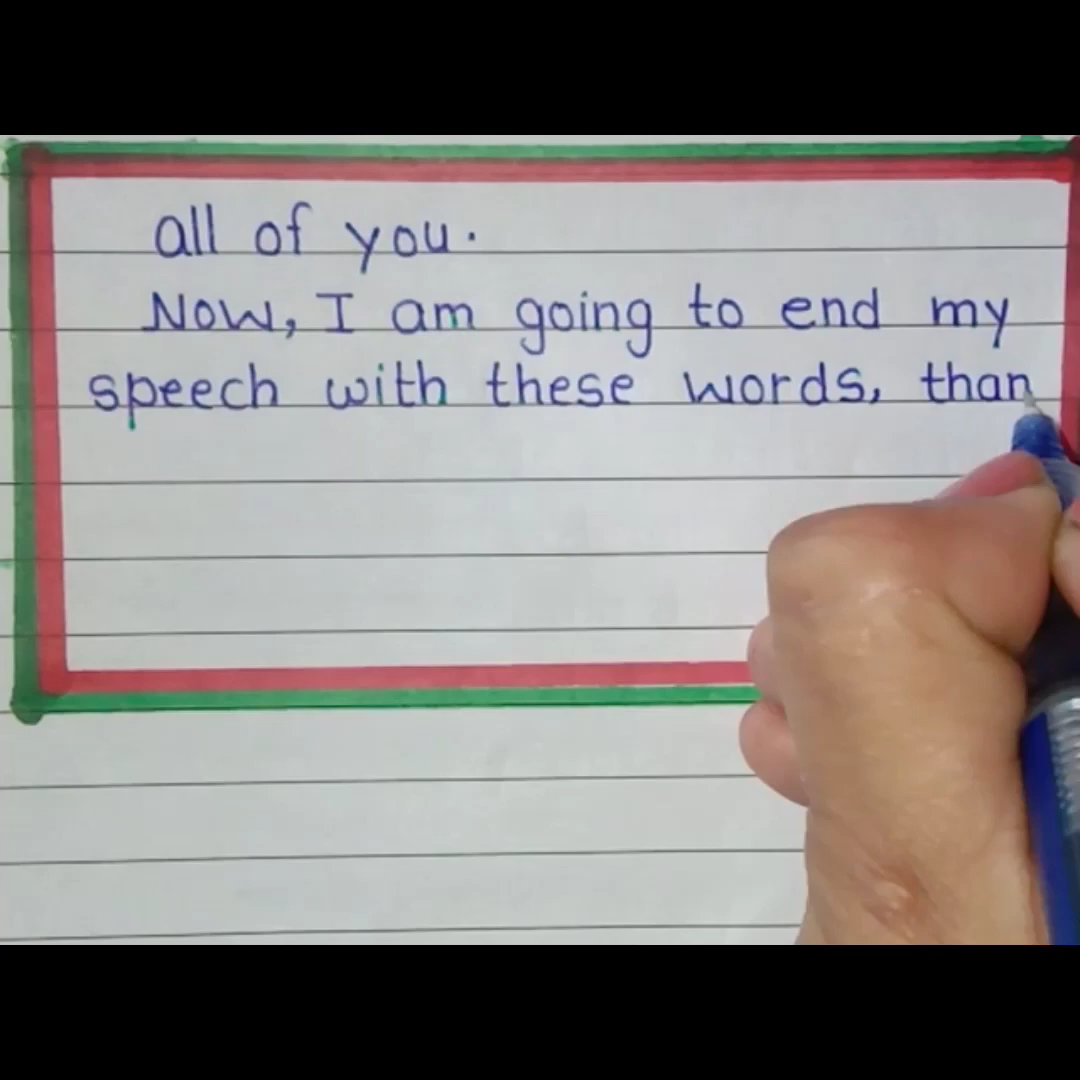 all of you.
Now, I am going to end my
speech with these words, than